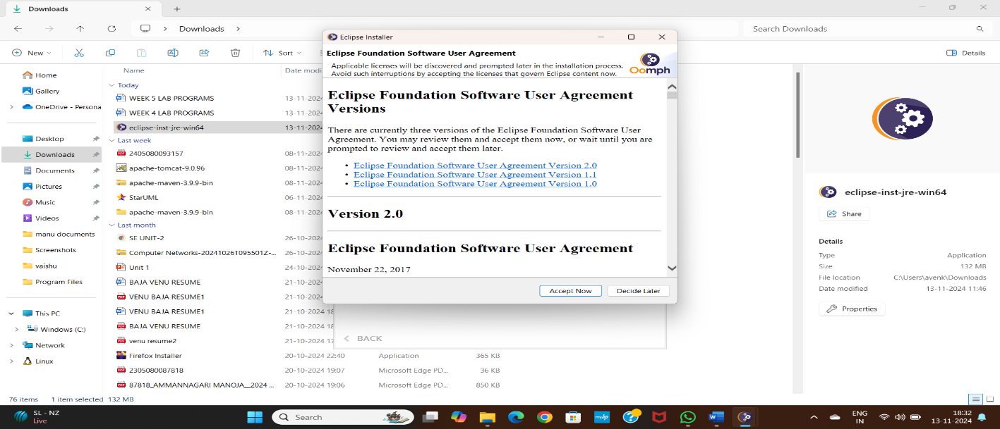 Downloads
Downloads
Search Downloads
New
Sort
Details
Home
Gallery
OneDrive - Persona
Desktop
Downloads
Documents
Pictures
Music
Videos
manu documents
Screenshots
vaishu
Program Files
This PC
Windows (C:)
Network
Linux
Name
Date modi
Today
WEEK 5 LAB PROGRAMS 13-11-2024
WEEK 4 LAB PROGRAMS 13-11-2024
eclipse-inst-jre-win64 13-11-2024
Last week
2405080093157 08-11-2024
apache-tomcat-9.0.96 08-11-2024
apache-maven-3.9.9-bin 08-11-2024
StarUML 06-11-2024
apache-maven-3.9.9-bin 08-11-2024
Last month
SE UNIT-2 26-10-2024
Computer Networks-20241026T095501Z-... 26-10-2024
Unit 1 24-10-2024
BAJA VENU RESUME 21-10-2024
VENU BAJA RESUME1 21-10-2024
VENU BAJA RESUME1 21-10-2024 18
BAJA VENU RESUME 21-10-2024 18
venu resume2 21-10-2024 17
Firefox Installer 20-10-2024 22:40 Application 365 KB
2305080087818 20-10-2024 19:07 Microsoft Edge PD... 36 KB
87818_AMMANNAGARI MANOJA__2024 ... 20-10-2024 19:06 Microsoft Edge PD... 850 KB
Eclipse Installer
Eclipse Foundation Software User Agreement
Applicable licenses will be discovered and prompted later in the installation process.
Avoid such interruptions by accepting the licenses that govern Eclipse content now.
Oomph
Eclipse Foundation Software User Agreement
Versions
There are currently three versions of the Eclipse Foundation Software User
Agreement. You may review them and accept them now, or wait until you are
prompted to review and accept them later.
• Eclipse Foundation Software User Agreement Version 2.0
• Eclipse Foundation Software User Agreement Version 1.1
• Eclipse Foundation Software User Agreement Version 1.0
Version 2.0
Eclipse Foundation Software User Agreement
November 22, 2017
Accept Now
Decide Later
BACK
eclipse-inst-jre-win64
Share
Details
Type Application
Size 132 MB
File location C:\Users\avenk\Downloads
Date modified 13-11-2024 11:46
Properties
76 items 1 item selected 132 MB
SL - NZ
Live
Search
ENG
IN
18:32
13-11-2024